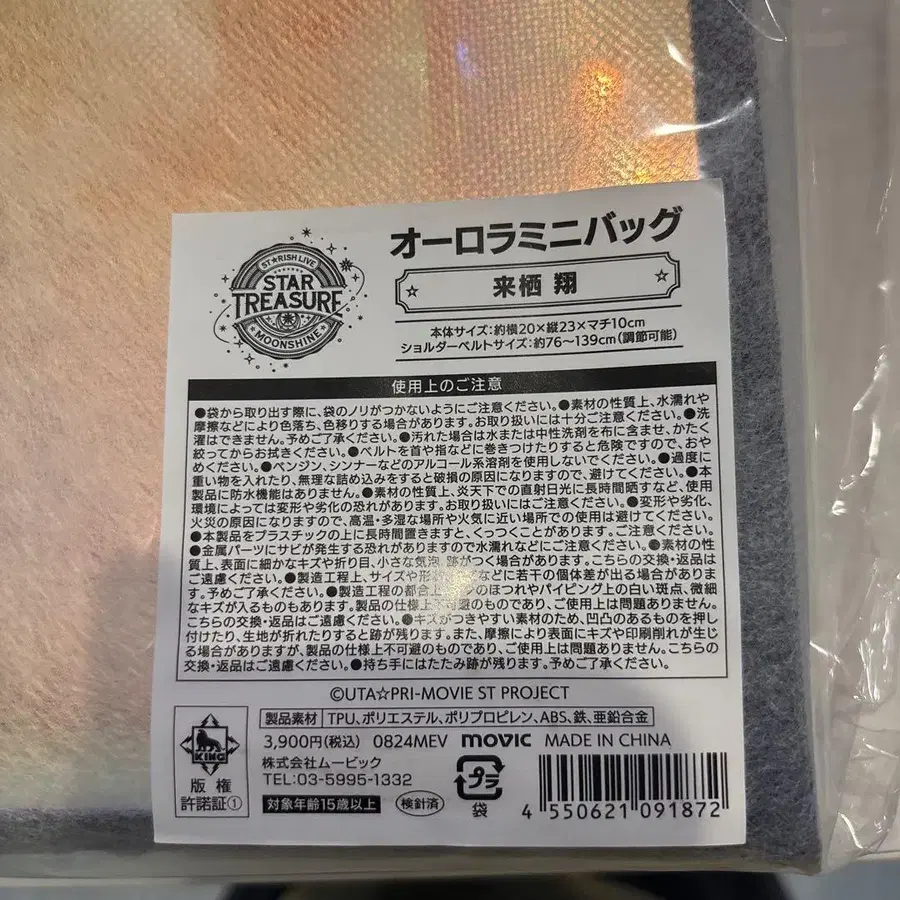 ST☆RISH LIVE
STAR
TREASURE
MOONSHINE
オーロラミニバッグ
☆ 来栖 翔 ☆
本体サイズ:約横20×縦23×マチ10cm
ショルダーベルトサイズ:約76〜139cm(調節可能)
使用上のご注意
●袋から取り出す際に、袋のノリがつかないようにご注意ください。●素材の性質上、水濡れや
摩擦などにより色落ち、色移りする場合があります。お取り扱いには十分ご注意ください。●洗
濯はできません。予めご了承ください。●汚れた場合は水または中性洗剤を布に含ませ、かたく
絞ってからお拭きください。●ベルトを首や指などに巻きつけたりすると危険ですので、おや
めください。●ベンジン、シンナーなどのアルコール系溶剤を使用しないでください。●過度に
重い物を入れたり、無理な詰め込みをすると破損の原因になりますので、避けてください。●本
製品に防水機能はありません。●素材の性質上、炎天下での直射日光に長時間晒すなど、使用
環境によっては変形や劣化の恐れがあります。お取り扱いにはご注意ください。●変形や劣化、
火災の原因になりますので、高温・多湿な場所や火気に近い場所での使用は避けてください。
●本製品をプラスチックの上に長時間置きますと、くっつくことがあります。ご注意ください。
●金属パーツにサビが発生する恐れがありますので水濡れなどにご注意ください。●素材の性
質上、表面に細かなキズや折り目、小さな気泡 跡がつく場合があります。こちらの交換・返品は
ご遠慮ください。●製造工程上、サイズや形 などに若干の個体差が出る場合がありま
す。予めご了承ください。●製造工程の都合上 のほつれやパイピング上の白い斑点、微細
なキズが入るものもあります。製品の仕様上不可避のものであり、ご使用上は問題ありません。
こちらの交換・返品はご遠慮ください。●キズがつきやすい素材のため、凹凸のあるものを押し
付けたり、生地が折れたりすると跡が残ります。また、摩擦により表面にキズや印刷削れが生じ
る場合がありますが、製品の仕様上不可避のものであり、ご使用上は問題ありません。こちらの
交換・返品はご遠慮ください。●持ち手にはたたみ跡が残ります。予めご了承ください。
©UTA☆PRI-MOVIE ST PROJECT
製品素材 TPU、ポリエステル、ポリプロピレン、ABS、鉄、亜鉛合金
3,900円(税込) 0824MEV movic MADE IN CHINA
株式会社ムービック
TEL:03-5995-1332
対象年齢15歳以上 検針済
KING
版権
許諾証①
プラ
袋
4 550621 091872